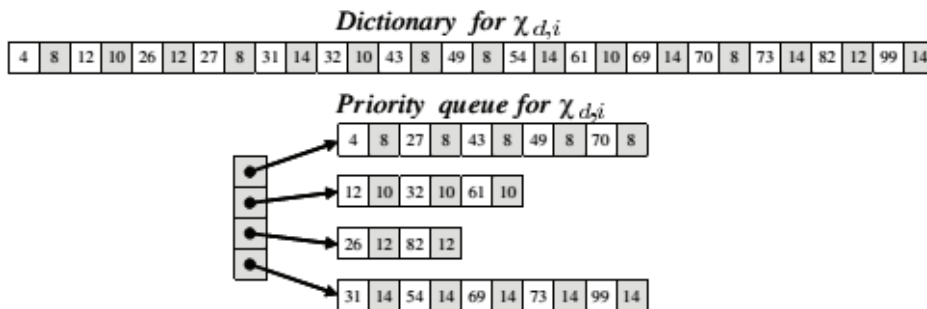 Dictionary for χ d,i
4 8 12 10 26 12 27 8 31 14 32 10 43 8 49 8 54 14 61 10 69 14 70 8 73 14 82 12 99 14
Priority queue for χ d,i
4 8 27 8 43 8 49 8 70 8
12 10 32 10 61 10
26 12 82 12
31 14 54 14 69 14 73 14 99 14